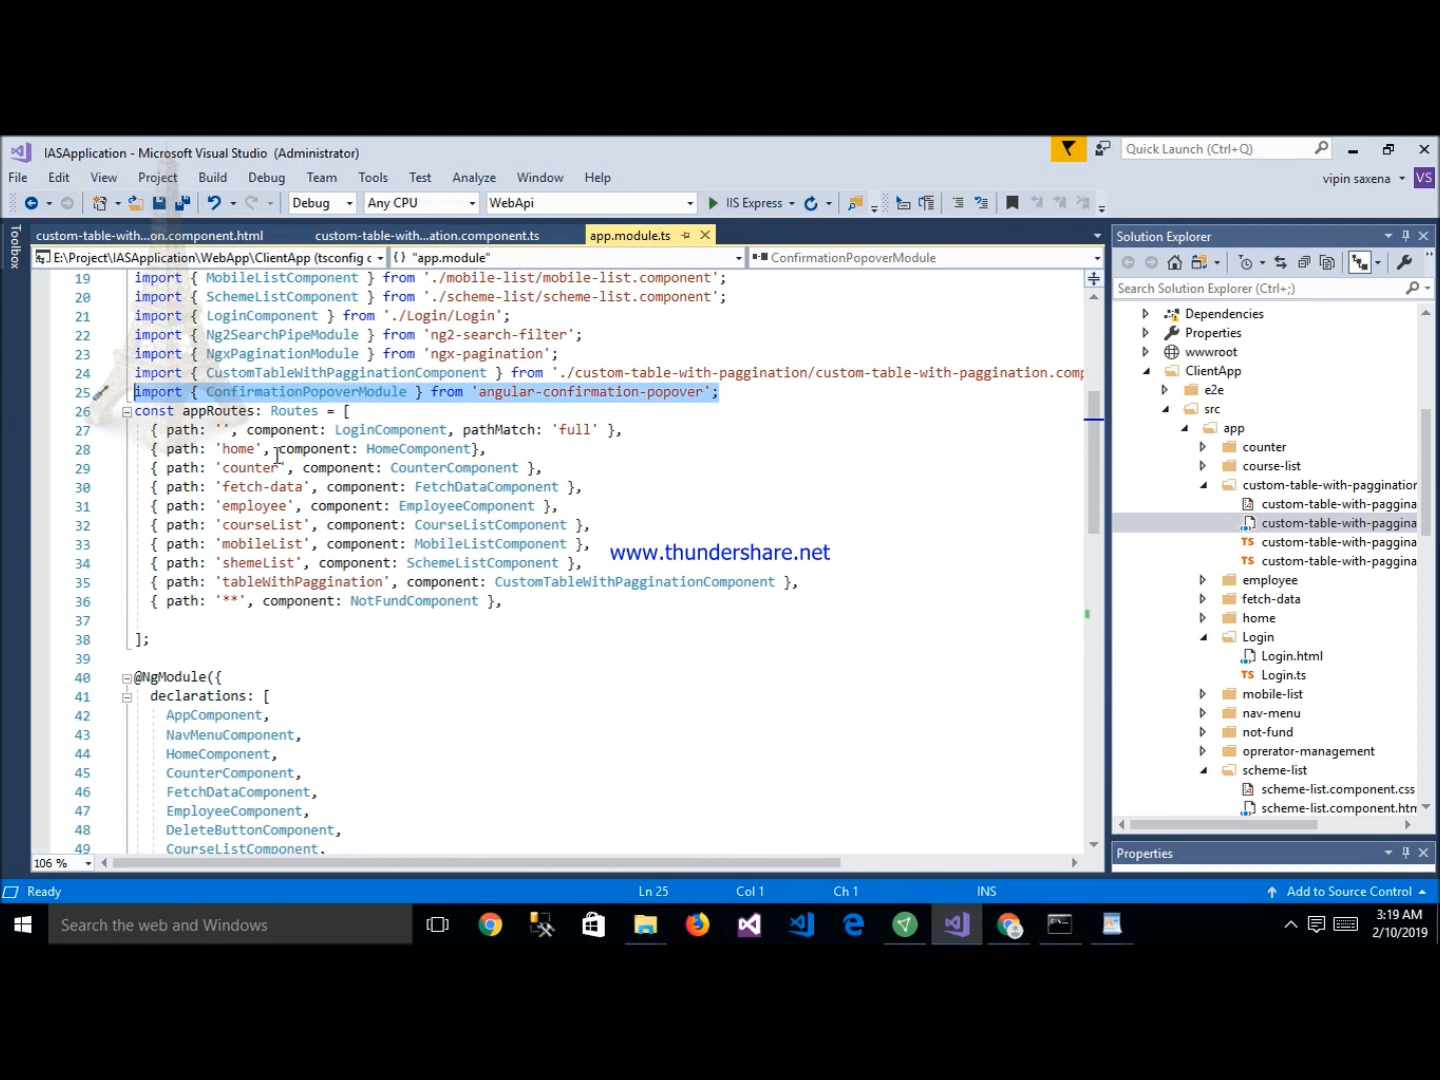 IASApplication - Microsoft Visual Studio (Administrator)
Quick Launch (Ctrl+Q)
File Edit View Project Build Debug Team Tools Test Analyze Window Help
vipin saxena VS
Debug Any CPU WebApi IIS Express
Toolbox
custom-table-with...on.component.html custom-table-with...ation.component.ts app.module.ts
E:\Project\IASApplication\WebApp\ClientApp (tsconfig c {} "app.module" ConfirmationPopoverModule
19 import { MobileListComponent } from './mobile-list/mobile-list.component';
20 import { SchemeListComponent } from './scheme-list/scheme-list.component';
21 import { LoginComponent } from './Login/Login';
22 import { Ng2SearchPipeModule } from 'ng2-search-filter';
23 import { NgxPaginationModule } from 'ngx-pagination';
24 import { CustomTableWithPagginationComponent } from './custom-table-with-paggination/custom-table-with-paggination.comp
25 import { ConfirmationPopoverModule } from 'angular-confirmation-popover';
26 const appRoutes: Routes = [
27 { path: '', component: LoginComponent, pathMatch: 'full' },
28 { path: 'home', component: HomeComponent},
29 { path: 'counter', component: CounterComponent },
30 { path: 'fetch-data', component: FetchDataComponent },
31 { path: 'employee', component: EmployeeComponent },
32 { path: 'courseList', component: CourseListComponent },
33 { path: 'mobileList', component: MobileListComponent },
34 { path: 'shemeList', component: SchemeListComponent },
35 { path: 'tableWithPaggination', component: CustomTableWithPagginationComponent },
36 { path: '**', component: NotFundComponent },
37
38 ];
39
40 @NgModule({
41 declarations: [
42 AppComponent,
43 NavMenuComponent,
44 HomeComponent,
45 CounterComponent,
46 FetchDataComponent,
47 EmployeeComponent,
48 DeleteButtonComponent,
49 CourseListComponent,
www.thundershare.net
106 %
Solution Explorer
Search Solution Explorer (Ctrl+;)
Dependencies
Properties
wwwroot
ClientApp
e2e
src
app
counter
course-list
custom-table-with-paggination
custom-table-with-paggina
custom-table-with-paggina
TS custom-table-with-paggina
TS custom-table-with-paggina
employee
fetch-data
home
Login
Login.html
TS Login.ts
mobile-list
nav-menu
not-fund
oprerator-management
scheme-list
scheme-list.component.css
scheme-list.component.htn
Properties
Ready Ln 25 Col 1 Ch 1 INS Add to Source Control
Search the web and Windows
3:19 AM
2/10/2019